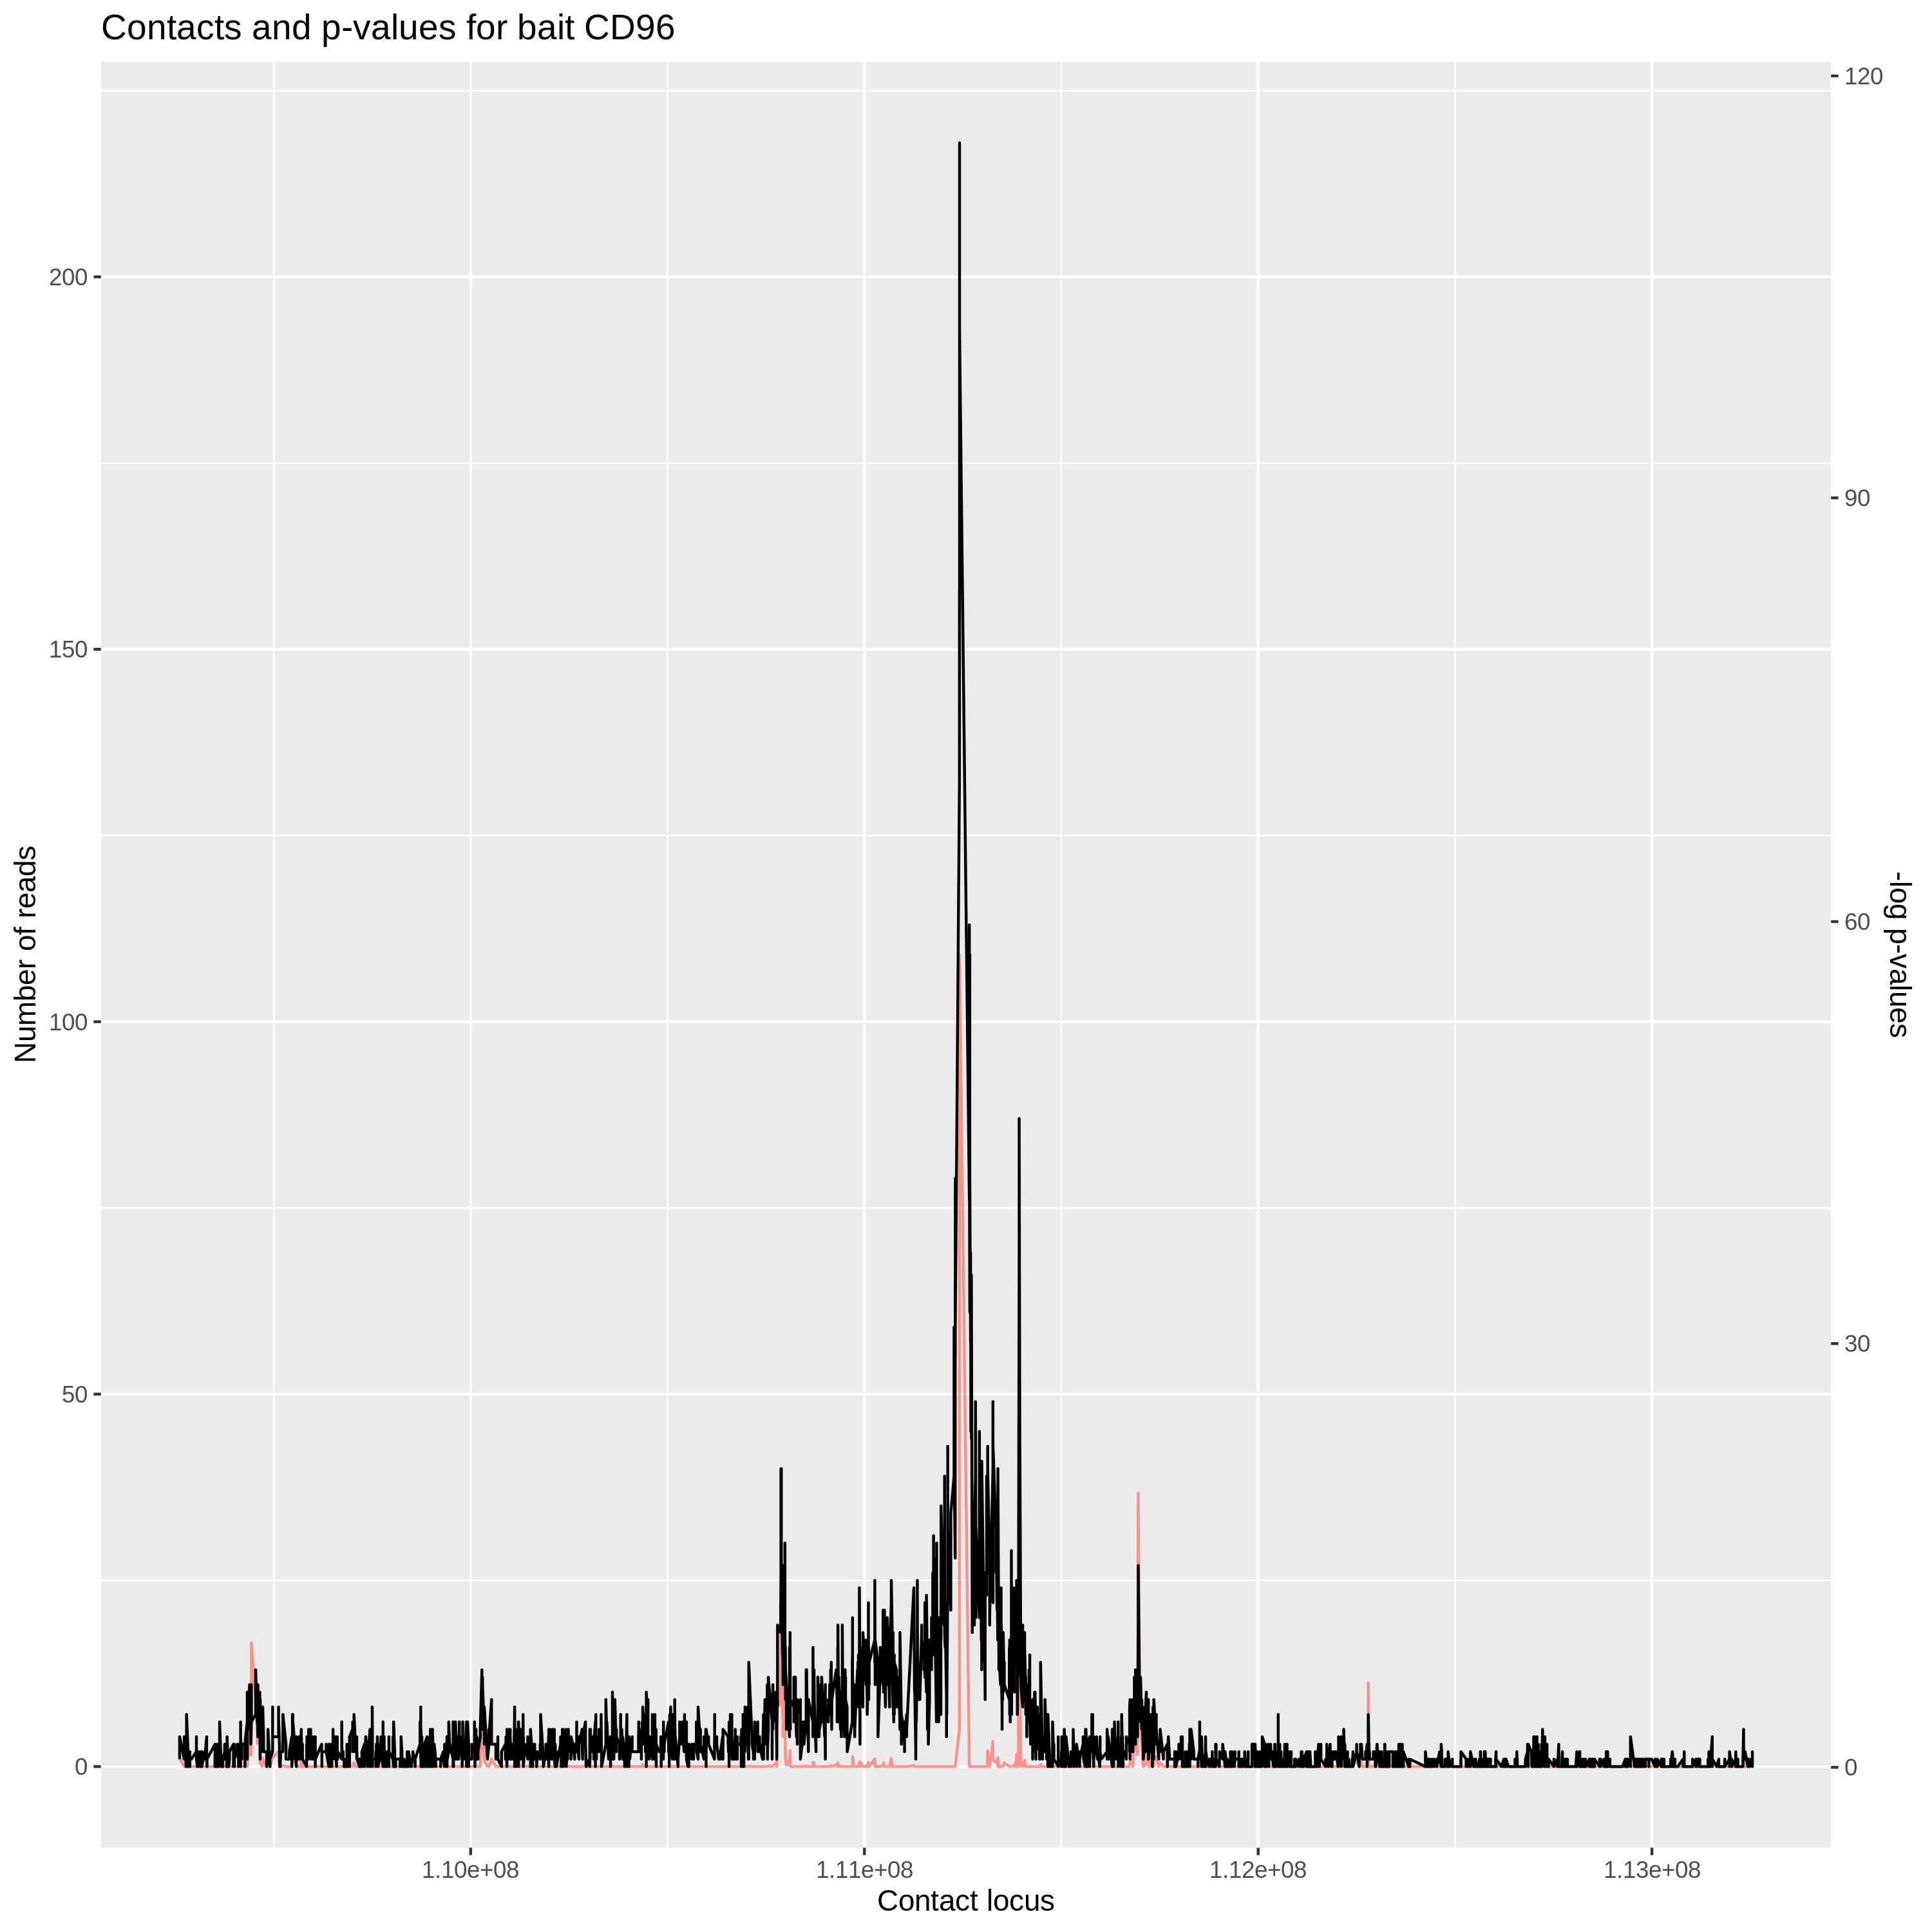 Contacts and p-values for bait CD96
120
200
90
150
60
100
30
50
0
0
Number of reads
-log p-values
1.10e+08
1.11e+08
1.12e+08
1.13e+08
Contact locus